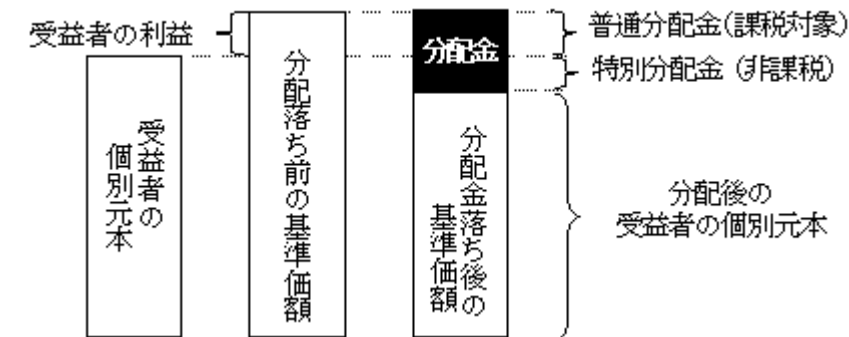 受益者の利益
受益者の
個別元本
分配落ち前の基準価額
分配金
分配金落ち後の
基準価額
普通分配金(課税対象)
特別分配金 (非課税)
分配後の
受益者の個別元本